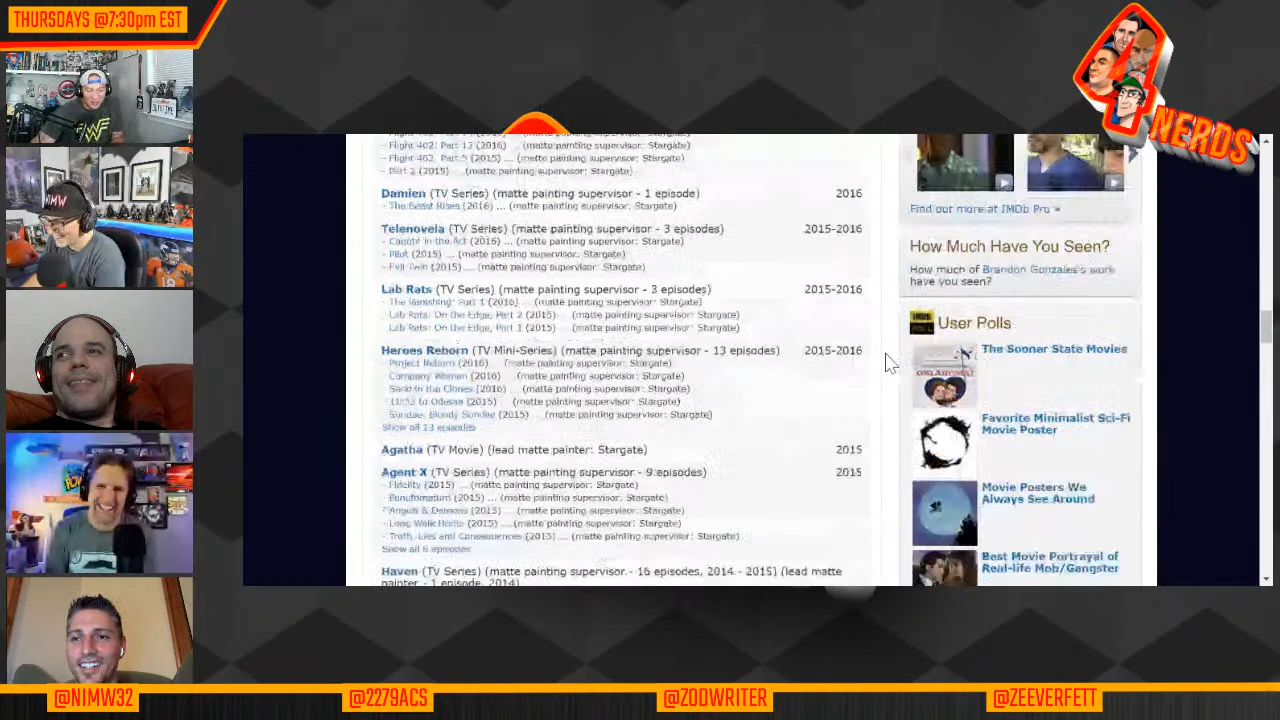 THURSDAYS @7:30pm EST
4 NERDS
- Flight 462: Part 13 (2016) ... (matte painting supervisor: Stargate)
- Flight 462: Part 5 (2015) ... (matte painting supervisor: Stargate)
- Part 2 (2015) ... (matte painting supervisor: Stargate)
Damien (TV Series) (matte painting supervisor - 1 episode) 2016
- The Beast Rises (2016) ... (matte painting supervisor: Stargate)
Telenovela (TV Series) (matte painting supervisor - 3 episodes) 2015-2016
- Caught in the Act (2016) ... (matte painting supervisor: Stargate)
- Pilot (2015) ... (matte painting supervisor: Stargate)
- Evil Twin (2015) ... (matte painting supervisor: Stargate)
Lab Rats (TV Series) (matte painting supervisor - 3 episodes) 2015-2016
- The Vanishing: Part 1 (2016) ... (matte painting supervisor: Stargate)
- Lab Rats: On the Edge, Part 2 (2015) ... (matte painting supervisor: Stargate)
- Lab Rats: On the Edge, Part 1 (2015) ... (matte painting supervisor: Stargate)
Heroes Reborn (TV Mini-Series) (matte painting supervisor - 13 episodes) 2015-2016
- Project Reborn (2016) ... (matte painting supervisor: Stargate)
- Company Woman (2016) ... (matte painting supervisor: Stargate)
- Send in the Clones (2016) ... (matte painting supervisor: Stargate)
- to Odessa (2015) ... (matte painting supervisor: Stargate)
- Sundae, Bloody Sundae (2015) ... (matte painting supervisor: Stargate)
Show all 13 episodes
Agatha (TV Movie) (lead matte painter: Stargate) 2015
Agent X (TV Series) (matte painting supervisor - 9 episodes) 2015
- Fidelity (2015) ... (matte painting supervisor: Stargate)
- Penultimatum (2015) ... (matte painting supervisor: Stargate)
- Angels & Demons (2015) ... (matte painting supervisor: Stargate)
- Long Walk Home (2015) ... (matte painting supervisor: Stargate)
- Truth, Lies and Consequences (2015) ... (matte painting supervisor: Stargate)
Show all episodes
Haven (TV Series) (matte painting supervisor - 16 episodes, 2014 - 2015) (lead matte
painter - 1 episode, 2014)
Find out more at IMDb Pro »
How Much Have You Seen?
How much of Brandon Gonzales's work
have you seen?
User Polls
The Sooner State Movies
Favorite Minimalist Sci-Fi
Movie Poster
Movie Posters We
Always See Around
Best Movie Portrayal of
Real-life Mob/Gangster
@NIMW32
@2279ACS
@ZODWRITER
@ZEEVERFETT